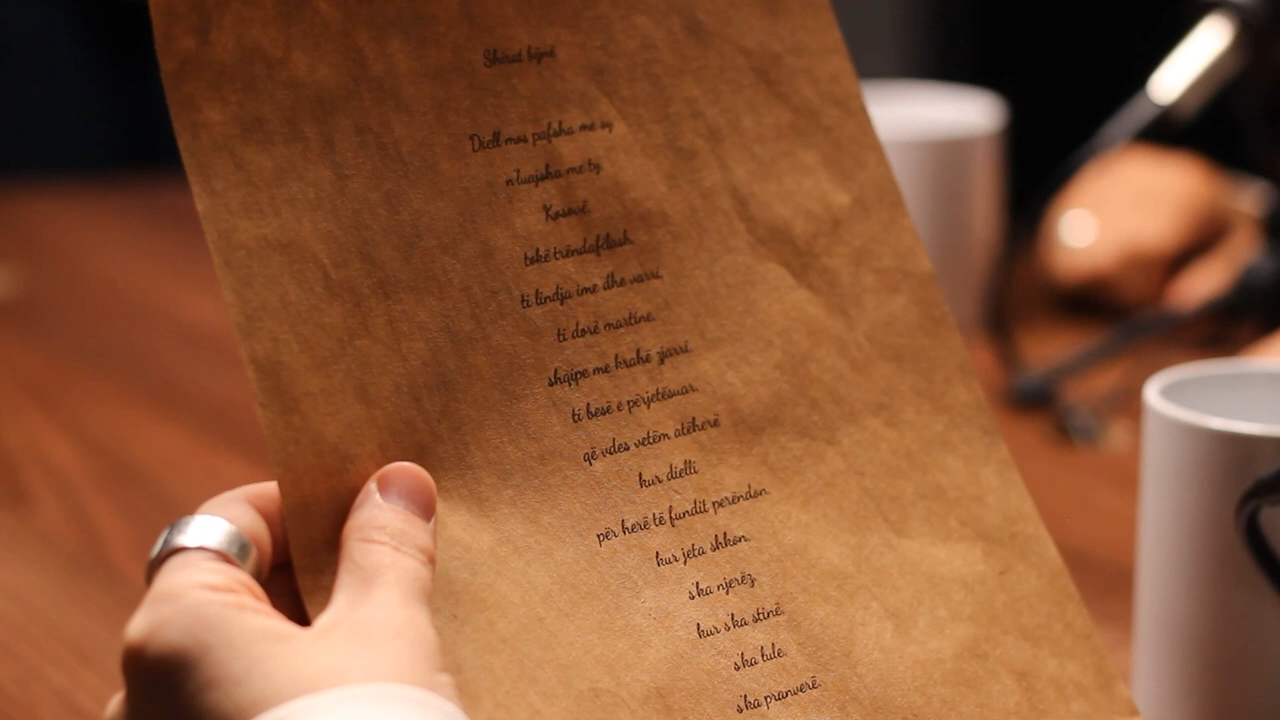 Shirat bijnë
Diell mos pafsha me sy
n'luajsha me ty.
Kosovë.
tokë trëndafilash.
ti lindja ime dhe varri.
ti dorë martine.
shqipe me krahë zjarri.
ti besë e përjetësuar.
që vdes vetëm atëherë
kur dielli
për herë të fundit perëndon.
kur jeta shkon.
s'ka njerëz.
kur s'ka stinë.
s'ka lule.
s'ka pranverë.